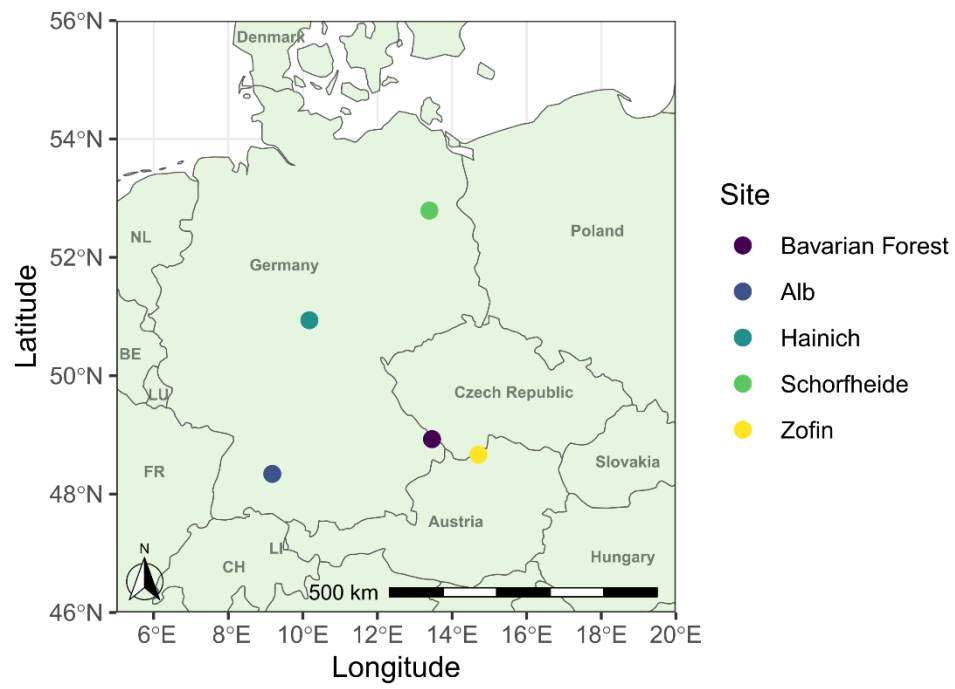 56°N
54°N
52°N
50°N
48°N
46°N
Latitude
Denmark
NL
Germany
Poland
BE
LU
Czech Republic
FR
Slovakia
Austria
LI
CH
Hungary
N
500 km
6°E 8°E 10°E 12°E 14°E 16°E 18°E 20°E
Longitude
Site
Bavarian Forest
Alb
Hainich
Schorfheide
Zofin